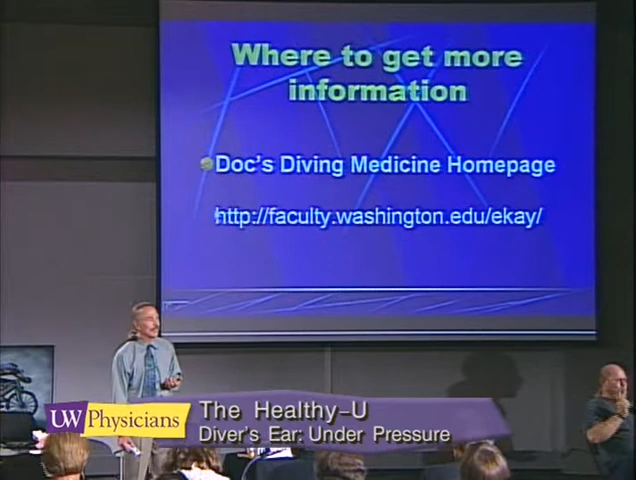 Where to get more
information
Doc's Diving Medicine Homepage
http://faculty.washington.edu/ekay/
UW Physicians
The Healthy-U
Diver's Ear: Under Pressure